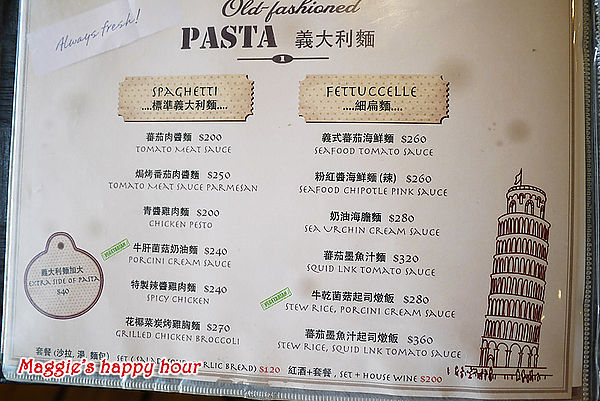 Old-fashioned
Always fresh!
PASTA 義大利麵
1
SPAGHETTI
....標準義大利麵....
蕃茄肉醬麵 $200
TOMATO MEAT SAUCE
焗烤番茄肉醬麵 $250
TOMATO MEAT SAUCE PARMESAN
青醬雞肉麵 $200
CHICKEN PESTO
VEGETARIAN
牛肝菌菇奶油麵 $240
PORCINI CREAM SAUCE
特製辣醬雞肉麵 $240
SPICY CHICKEN
花椰菜炭烤雞胸麵 $270
GRILLED CHICKEN BROCCOLI
FETTUCCELLE
....細扁麵....
義式蕃茄海鮮麵 $260
SEAFOOD TOMATO SAUCE
粉紅醬海鮮麵 (辣) $260
SEAFOOD CHIPOTLE PINK SAUCE
奶油海膽麵 $280
SEA URCHIN CREAM SAUCE
蕃茄墨魚汁麵 $320
SQUID LNK TOMATO SAUCE
VEGETARIAN
牛乾菌菇起司燉飯 $280
STEW RICE, PORCINI CREAM SAUCE
蕃茄墨魚汁起司燉飯 $360
STEW RICE, SQUID LNK TOMATO SAUCE
義大利麵加大
EXTRA SIDE OF PASTA
$40
套餐 (沙拉, 湯, 麵包) SET ( SALAD, GARLIC BREAD) $120 紅酒+套餐 , SET + HOUSE WINE $200
Maggie's happy hour